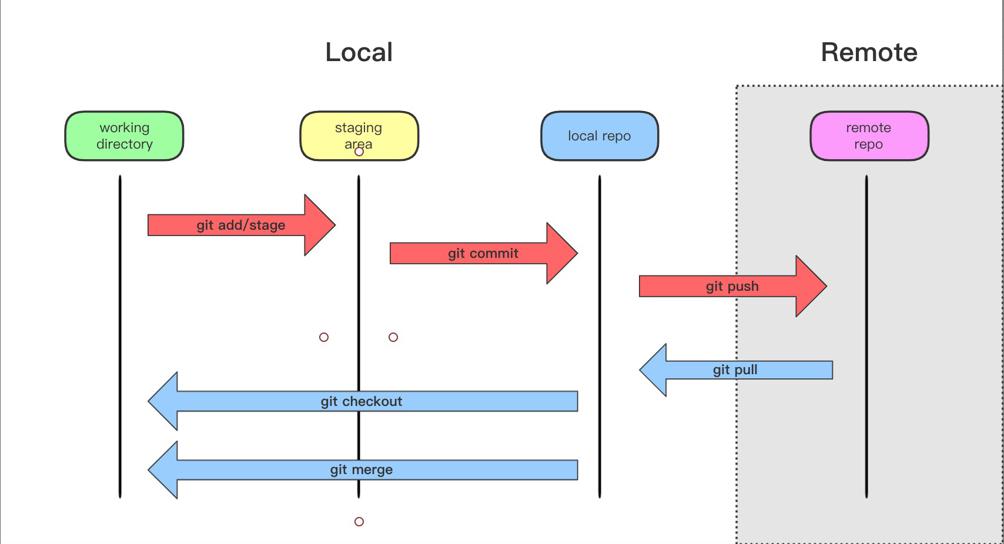 Local
Remote
working
directory
staging
area
local repo
remote
repo
git add/stage
git commit
git push
git pull
git checkout
git merge